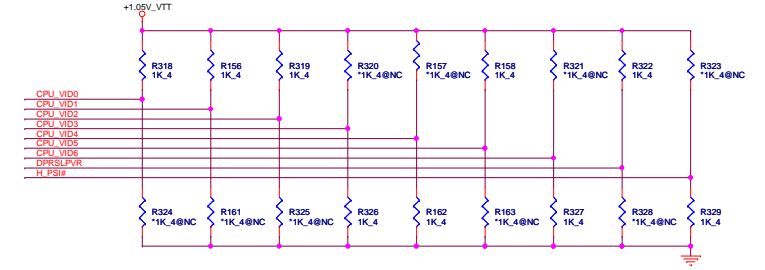 +1.05V_VTT
R318 R156 R319 R320 R157 R158 R321 R322 R323
1K_4 1K_4 1K_4 *1K_4@NC *1K_4@NC 1K_4 *1K_4@NC 1K_4 *1K_4@NC
CPU_VID0
CPU_VID1
CPU_VID2
CPU_VID3
CPU_VID4
CPU_VID5
CPU_VID6
DPRSLPVR
H_PSI#
R324 R161 R325 R326 R162 R163 R327 R328 R329
*1K_4@NC *1K_4@NC *1K_4@NC 1K_4 1K_4 *1K_4@NC 1K_4 *1K_4@NC 1K_4